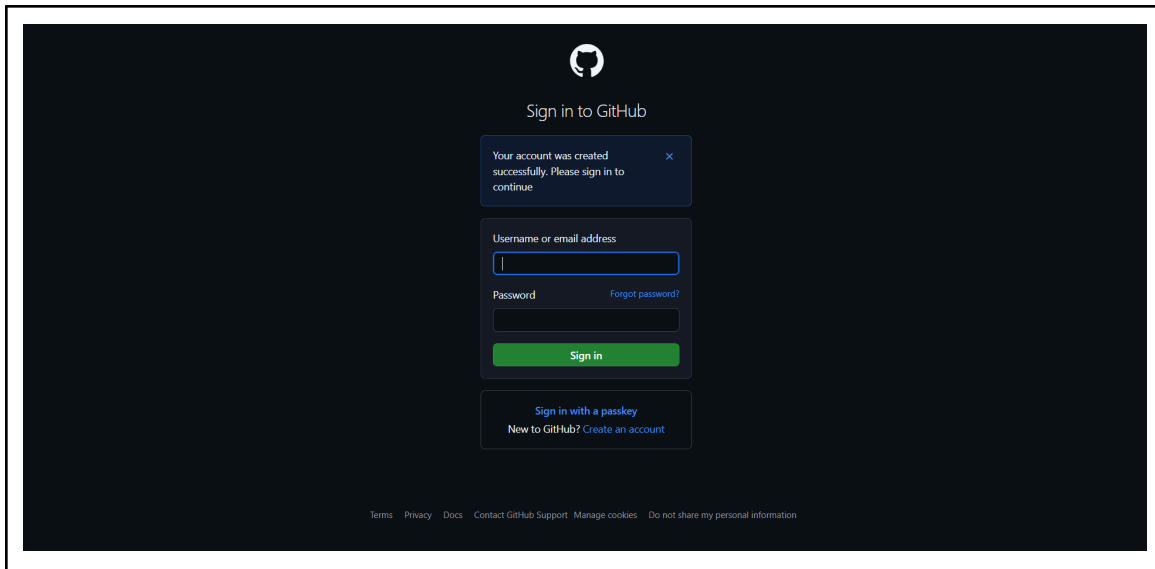 Sign in to GitHub
Your account was created
successfully. Please sign in to
continue
Username or email address
Password Forgot password?
Sign in
Sign in with a passkey
New to GitHub? Create an account
Terms Privacy Docs Contact GitHub Support Manage cookies Do not share my personal information